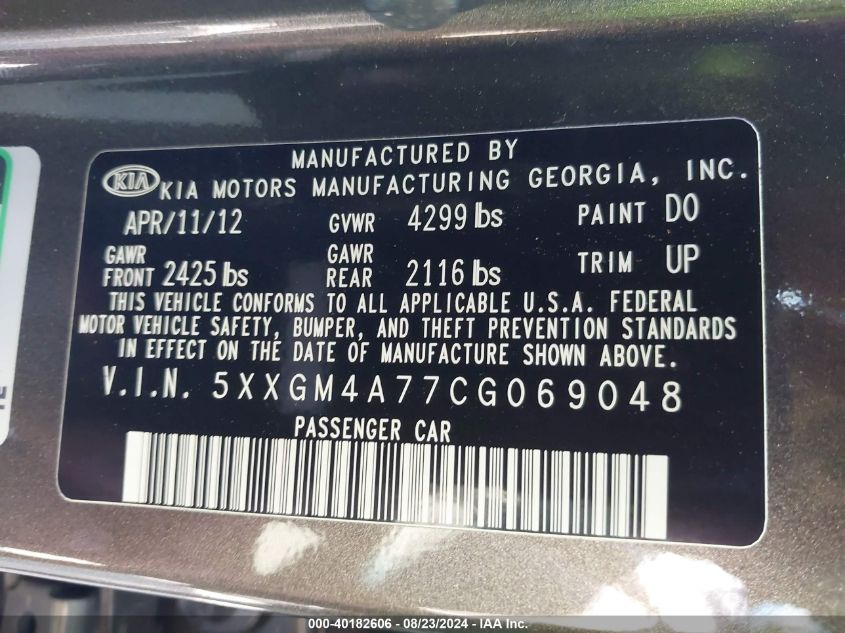 MANUFACTURED BY
KIA KIA MOTORS MANUFACTURING GEORGIA, INC.
APR/11/12 GVWR 4299 lbs PAINT DO
GAWR FRONT 2425 lbs GAWR REAR 2116 lbs TRIM UP
THIS VEHICLE CONFORMS TO ALL APPLICABLE U.S.A. FEDERAL
MOTOR VEHICLE SAFETY, BUMPER, AND THEFT PREVENTION STANDARDS
IN EFFECT ON THE DATE OF MANUFACTURE SHOWN ABOVE.
V.I.N. 5XXGM4A77CG069048
PASSENGER CAR
000-40182606 - 08/23/2024 - IAA Inc.